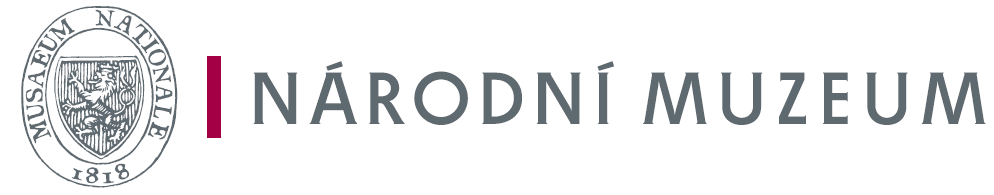 MUSAEUM NATIONALE
1818
NÁRODNÍ MUZEUM